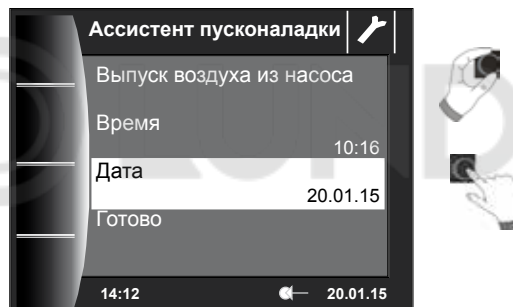 Ассистент пусконаладки
Выпуск воздуха из насоса
Время
10:16
Дата
20.01.15
Готово
14:12 20.01.15
LUND